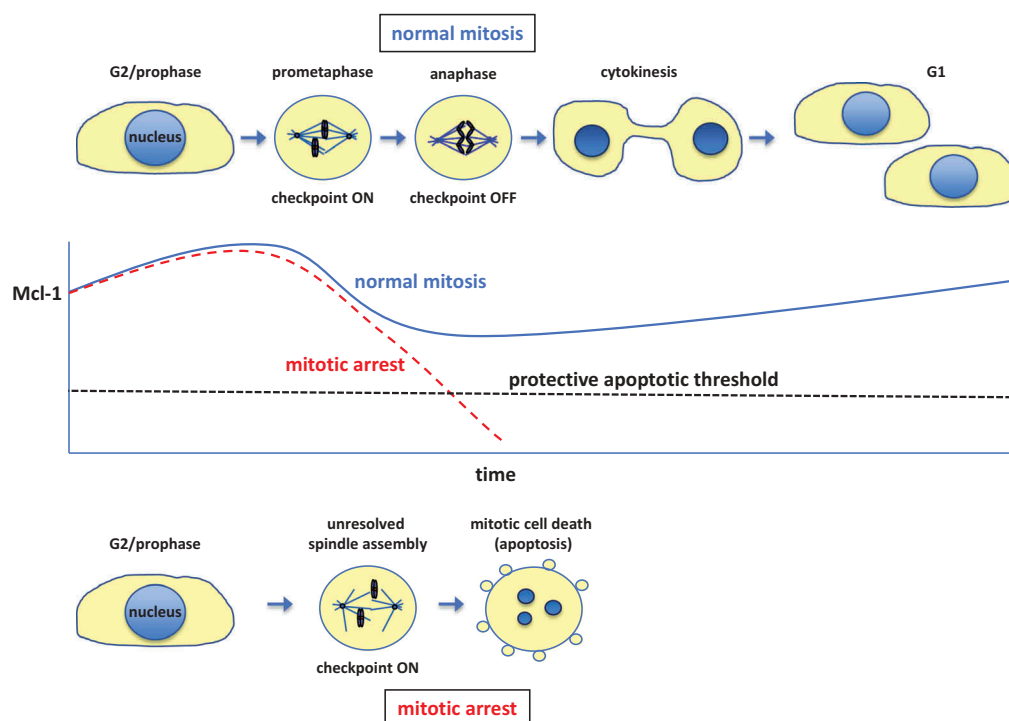 normal mitosis
G2/prophase
prometaphase
anaphase
cytokinesis
G1
nucleus
checkpoint ON
checkpoint OFF
Mcl-1
normal mitosis
mitotic arrest
protective apoptotic threshold
time
G2/prophase
unresolved
spindle assembly
mitotic cell death
(apoptosis)
nucleus
checkpoint ON
mitotic arrest